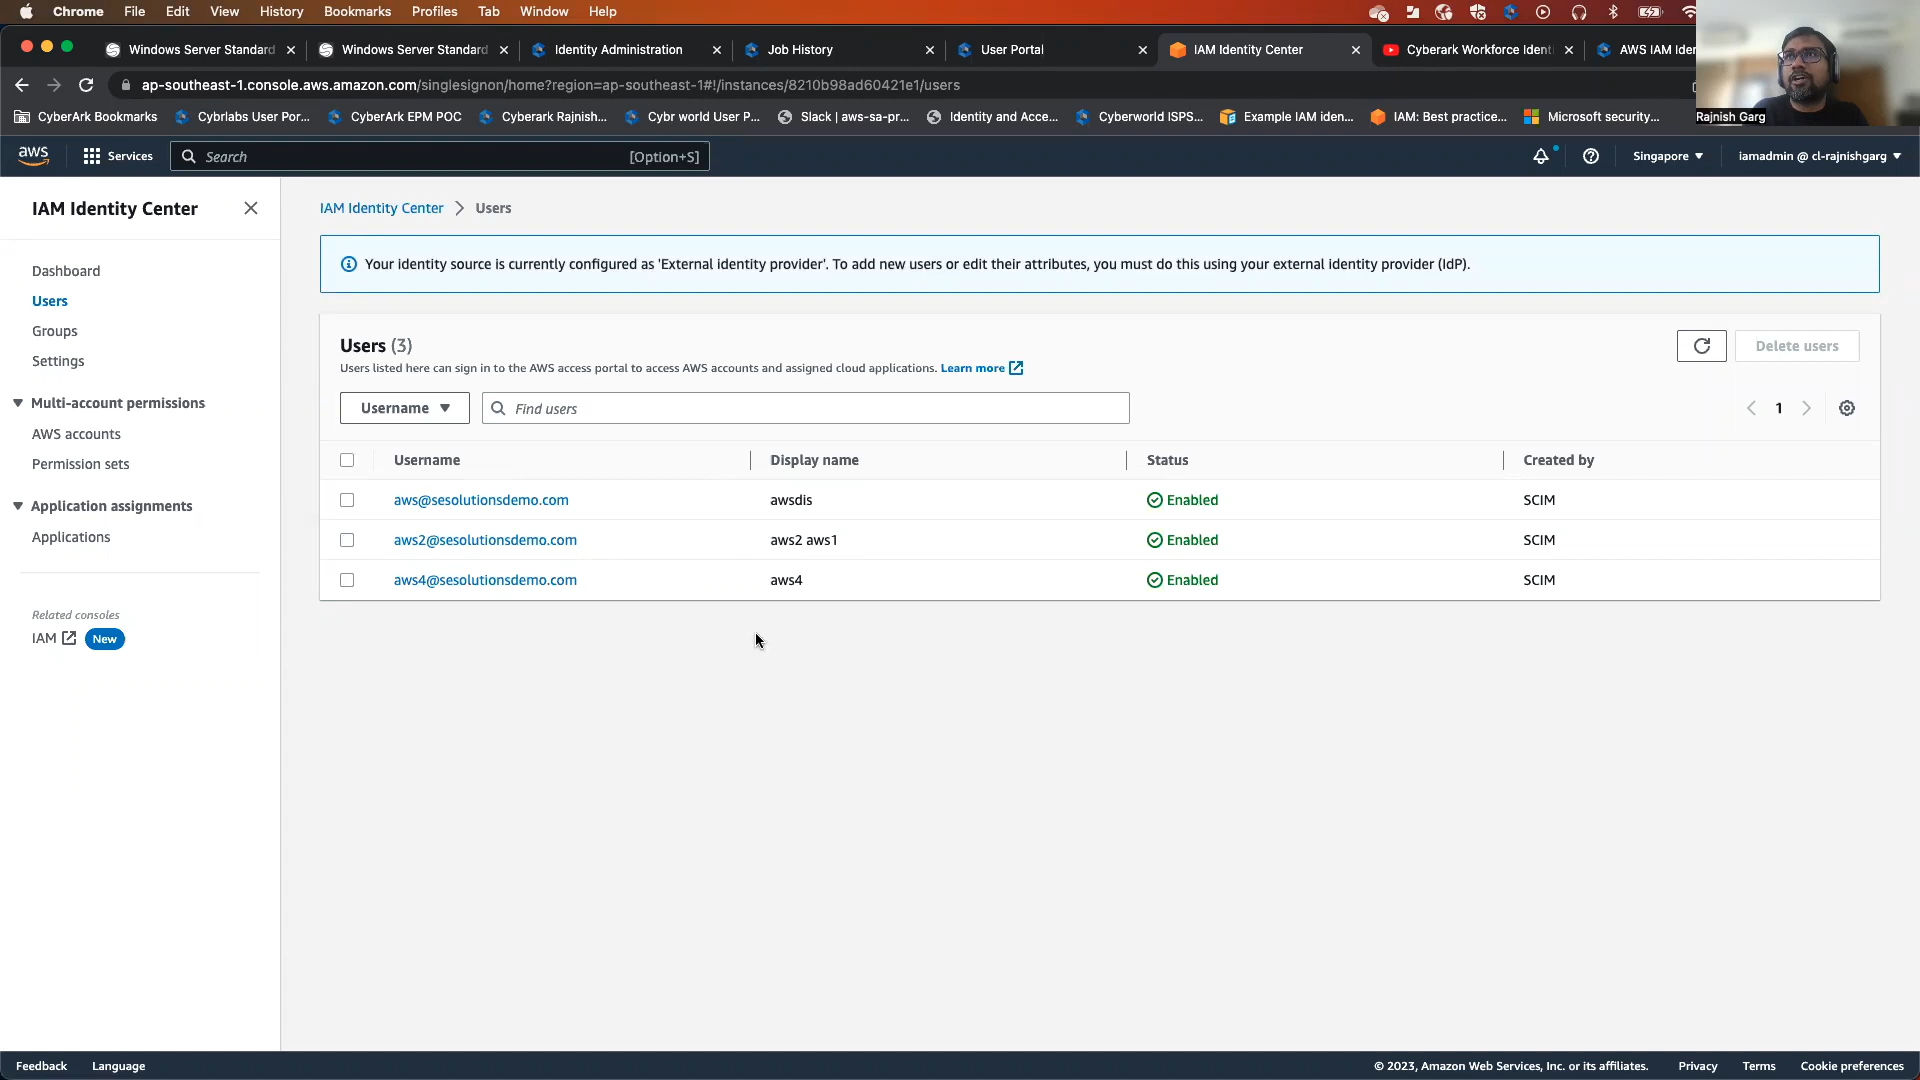 Chrome File Edit View History Bookmarks Profiles Tab Window Help
Windows Server Standard
Windows Server Standard
Identity Administration
Job History
User Portal
IAM Identity Center
Cyberark Workforce Identi
AWS IAM Iden
ap-southeast-1.console.aws.amazon.com/singlesignon/home?region=ap-southeast-1#!/instances/8210b98ad60421e1/users
CyberArk Bookmarks
Cybrlabs User Por...
CyberArk EPM POC
Cyberark Rajnish...
Cybr world User P...
Slack | aws-sa-pr...
Identity and Acce...
Cyberworld ISPS...
Example IAM iden...
IAM: Best practice...
Microsoft security...
Rajnish Garg
aws
Services
Search
[Option+S]
Singapore
iamadmin @ cl-rajnishgarg
IAM Identity Center
Dashboard
Users
Groups
Settings
Multi-account permissions
AWS accounts
Permission sets
Application assignments
Applications
Related consoles
IAM New
IAM Identity Center > Users
Your identity source is currently configured as 'External identity provider'. To add new users or edit their attributes, you must do this using your external identity provider (IdP).
Users (3)
Users listed here can sign in to the AWS access portal to access AWS accounts and assigned cloud applications. Learn more
Delete users
Username
Find users
1
Username Display name Status Created by
aws@sesolutionsdemo.com awsdis Enabled SCIM
aws2@sesolutionsdemo.com aws2 aws1 Enabled SCIM
aws4@sesolutionsdemo.com aws4 Enabled SCIM
Feedback Language © 2023, Amazon Web Services, Inc. or its affiliates. Privacy Terms Cookie preferences